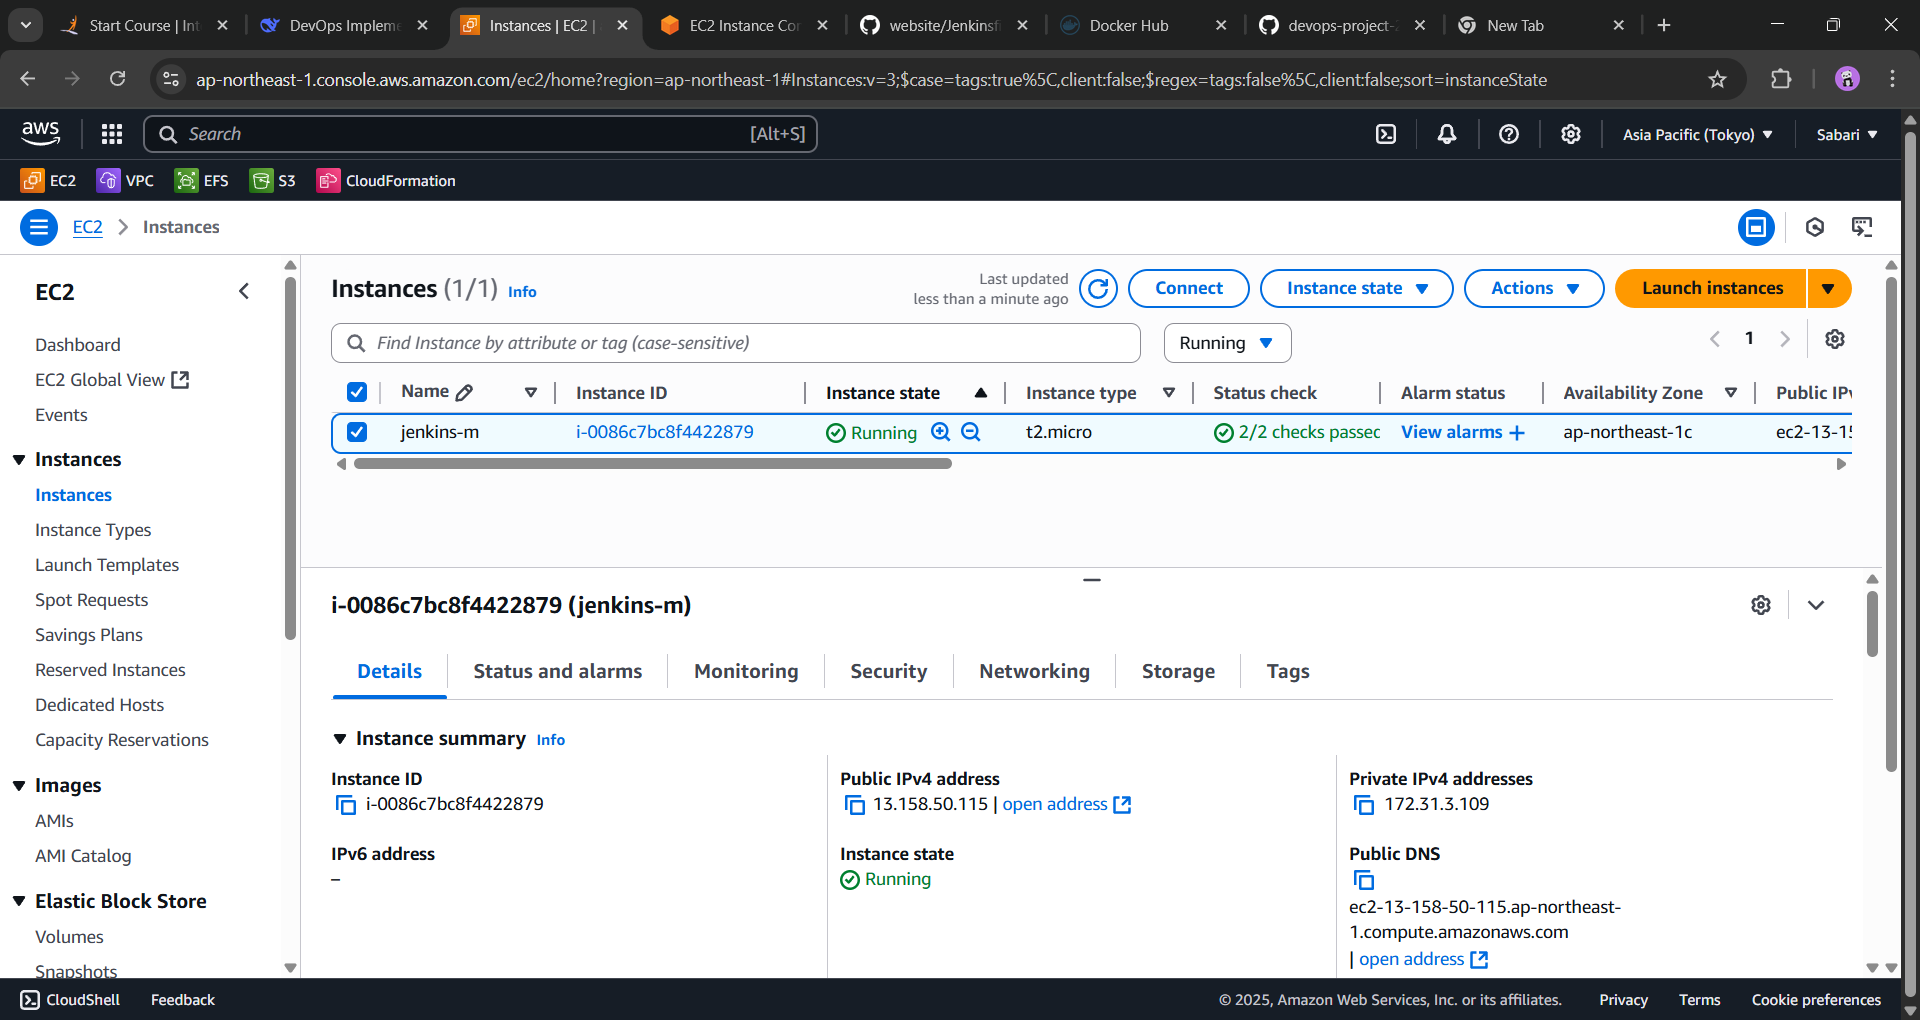 Start Course | Int
DevOps Impleme
Instances | EC2 |
EC2 Instance Cor
website/Jenkinsfi
Docker Hub
devops-project-2
New Tab
ap-northeast-1.console.aws.amazon.com/ec2/home?region=ap-northeast-1#Instances:v=3;$case=tags:true%5C,client:false;$regex=tags:false%5C,client:false;sort=instanceState
aws
Search
[Alt+S]
Asia Pacific (Tokyo)
Sabari
EC2
VPC
EFS
S3
CloudFormation
EC2
Instances
EC2
Dashboard
EC2 Global View
Events
Instances
Instances
Instance Types
Launch Templates
Spot Requests
Savings Plans
Reserved Instances
Dedicated Hosts
Capacity Reservations
Images
AMIs
AMI Catalog
Elastic Block Store
Volumes
Snapshots
Instances (1/1) Info
Last updated
less than a minute ago
Connect
Instance state
Actions
Launch instances
Find Instance by attribute or tag (case-sensitive)
Running
1
Name
Instance ID
Instance state
Instance type
Status check
Alarm status
Availability Zone
Public IPv
jenkins-m
i-0086c7bc8f4422879
Running
t2.micro
2/2 checks passed
View alarms +
ap-northeast-1c
ec2-13-15
i-0086c7bc8f4422879 (jenkins-m)
Details
Status and alarms
Monitoring
Security
Networking
Storage
Tags
Instance summary Info
Instance ID
i-0086c7bc8f4422879
Public IPv4 address
13.158.50.115 | open address
Private IPv4 addresses
172.31.3.109
IPv6 address
–
Instance state
Running
Public DNS
ec2-13-158-50-115.ap-northeast-
1.compute.amazonaws.com
| open address
CloudShell
Feedback
© 2025, Amazon Web Services, Inc. or its affiliates.
Privacy
Terms
Cookie preferences